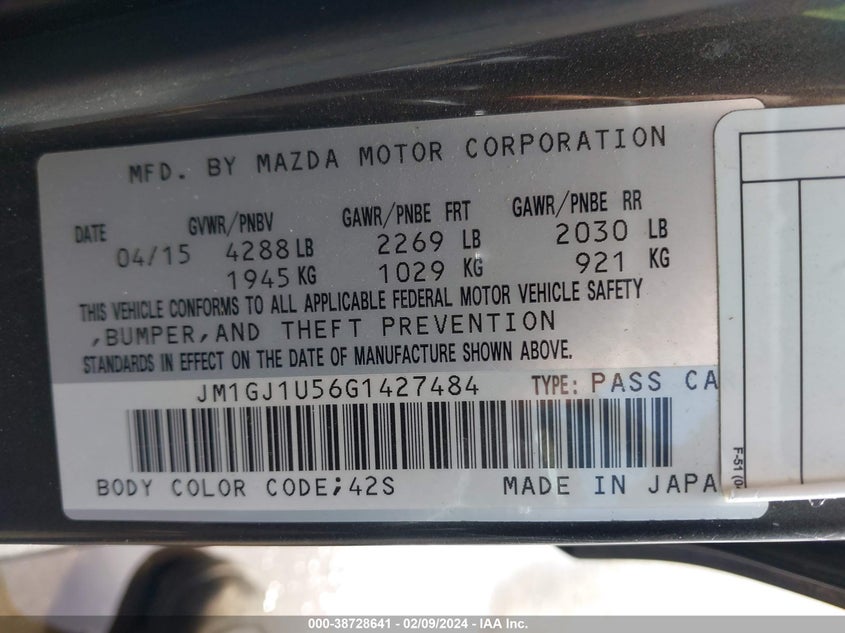 MFD. BY MAZDA MOTOR CORPORATION
DATE GVWR/PNBV GAWR/PNBE FRT GAWR/PNBE RR
04/15 4288 LB 2269 LB 2030 LB
1945 KG 1029 KG 921 KG
THIS VEHICLE CONFORMS TO ALL APPLICABLE FEDERAL MOTOR VEHICLE SAFETY
,BUMPER,AND THEFT PREVENTION
STANDARDS IN EFFECT ON THE DATE OF MANUFACTURE SHOWN ABOVE.
JM1GJ1U56G1427484 TYPE: PASS CA
BODY COLOR CODE;42S MADE IN JAPA
F-51 (0
000-38728641 - 02/09/2024 - IAA Inc.